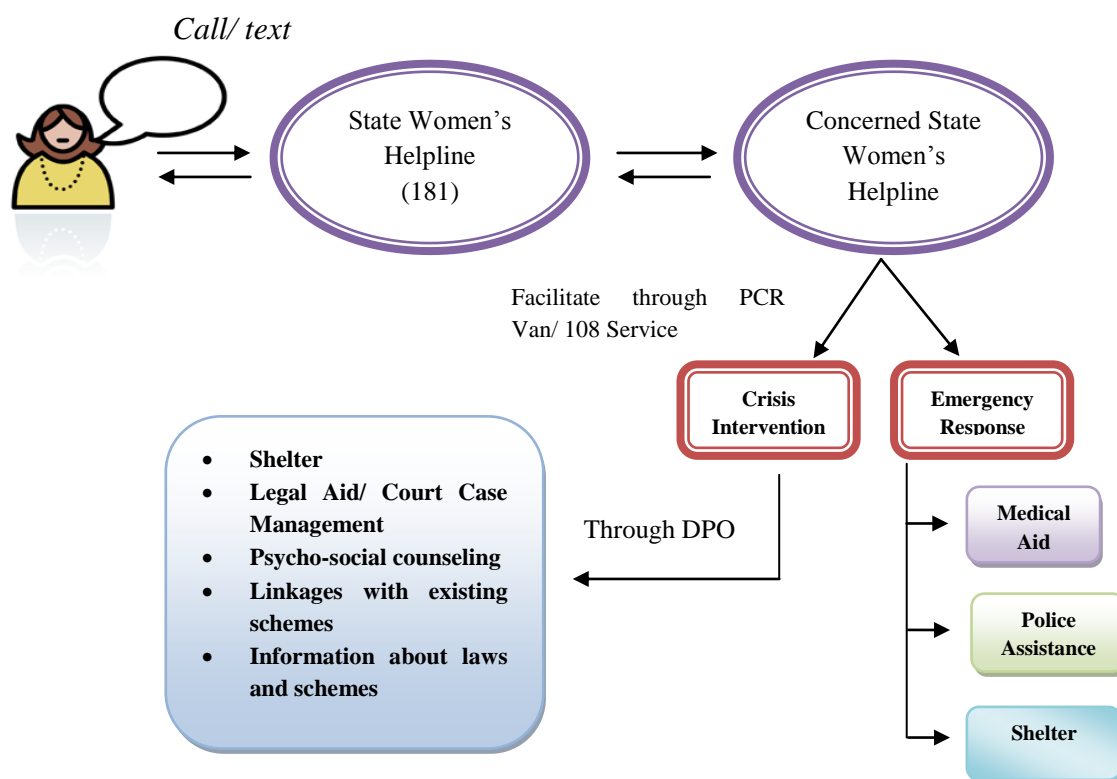 Call/ text
State Women’s
Helpline
(181)
Concerned State
Women’s
Helpline
Facilitate through PCR
Van/ 108 Service
Crisis
Intervention
Emergency
Response
• Shelter
• Legal Aid/ Court Case
Management
• Psycho-social counseling
• Linkages with existing
schemes
• Information about laws
and schemes
Through DPO
Medical
Aid
Police
Assistance
Shelter